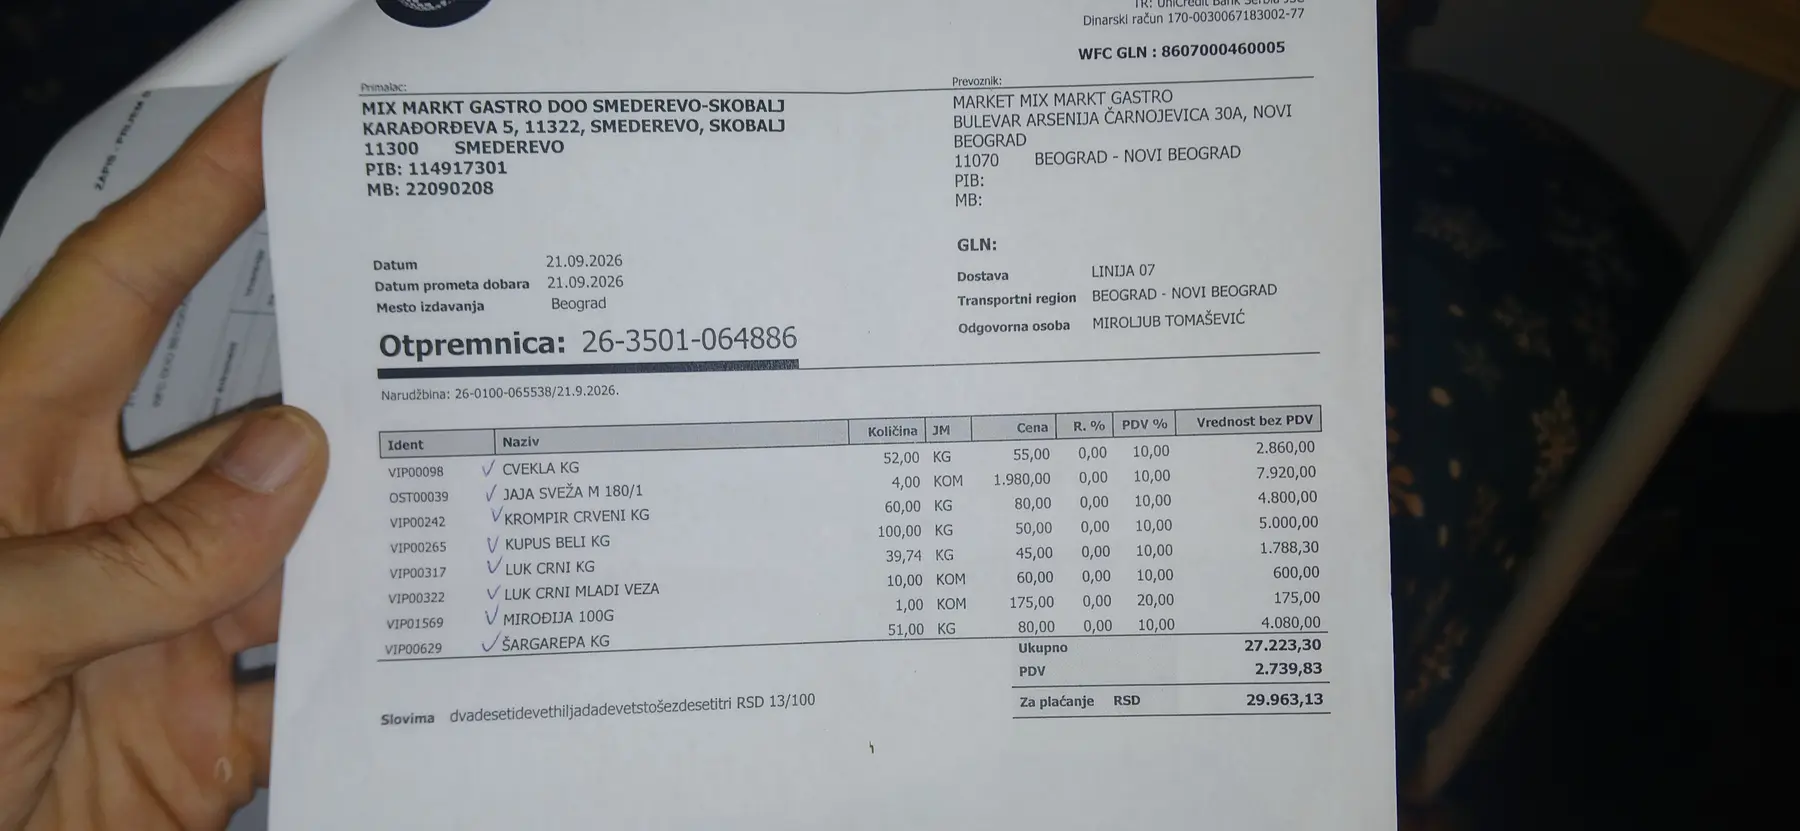 TR: UniCredit Bank Serbia JSC
Dinarski račun 170-0030067183002-77
WFC GLN : 8607000460005
Primalac:
MIX MARKT GASTRO DOO SMEDEREVO-SKOBALJ
KARAĐORĐEVA 5, 11322, SMEDEREVO, SKOBALJ
11300 SMEDEREVO
PIB: 114917301
MB: 22090208
Prevoznik:
MARKET MIX MARKT GASTRO
BULEVAR ARSENIJA ČARNOJEVICA 30A, NOVI
BEOGRAD
11070 BEOGRAD - NOVI BEOGRAD
PIB:
MB:
GLN:
Datum 21.09.2026
Datum prometa dobara 21.09.2026
Mesto izdavanja Beograd
Dostava LINIJA 07
Transportni region BEOGRAD - NOVI BEOGRAD
Odgovorna osoba MIROLJUB TOMAŠEVIĆ
Otpremnica: 26-3501-064886
Narudžbina: 26-0100-065538/21.9.2026.
Ident Naziv Količina JM Cena R. % PDV % Vrednost bez PDV
VIP00098 CVEKLA KG 52,00 KG 55,00 0,00 10,00 2.860,00
OST00039 JAJA SVEŽA M 180/1 4,00 KOM 1.980,00 0,00 10,00 7.920,00
VIP00242 KROMPIR CRVENI KG 60,00 KG 80,00 0,00 10,00 4.800,00
VIP00265 KUPUS BELI KG 100,00 KG 50,00 0,00 10,00 5.000,00
VIP00317 LUK CRNI KG 39,74 KG 45,00 0,00 10,00 1.788,30
VIP00322 LUK CRNI MLADI VEZA 10,00 KOM 60,00 0,00 10,00 600,00
VIP01569 MIROĐIJA 100G 1,00 KOM 175,00 0,00 20,00 175,00
VIP00629 ŠARGAREPA KG 51,00 KG 80,00 0,00 10,00 4.080,00
Ukupno 27.223,30
PDV 2.739,83
Za plaćanje RSD 29.963,13
Slovima dvadesetidevethiljadadevetstošezdesetitri RSD 13/100
ZAPIS - PRIJEM